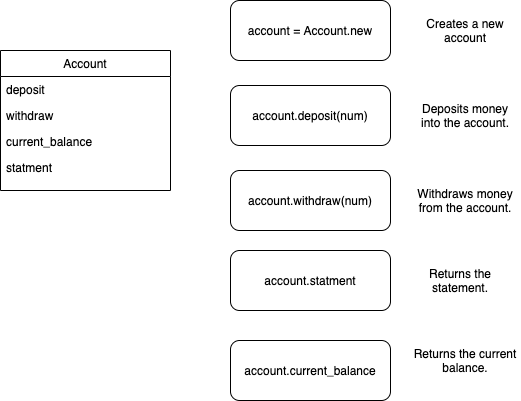 Account
deposit
withdraw
current_balance
statment
account = Account.new
Creates a new
account
account.deposit(num)
Deposits money
into the account.
account.withdraw(num)
Withdraws money
from the account.
account.statment
Returns the
statement.
account.current_balance
Returns the current
balance.